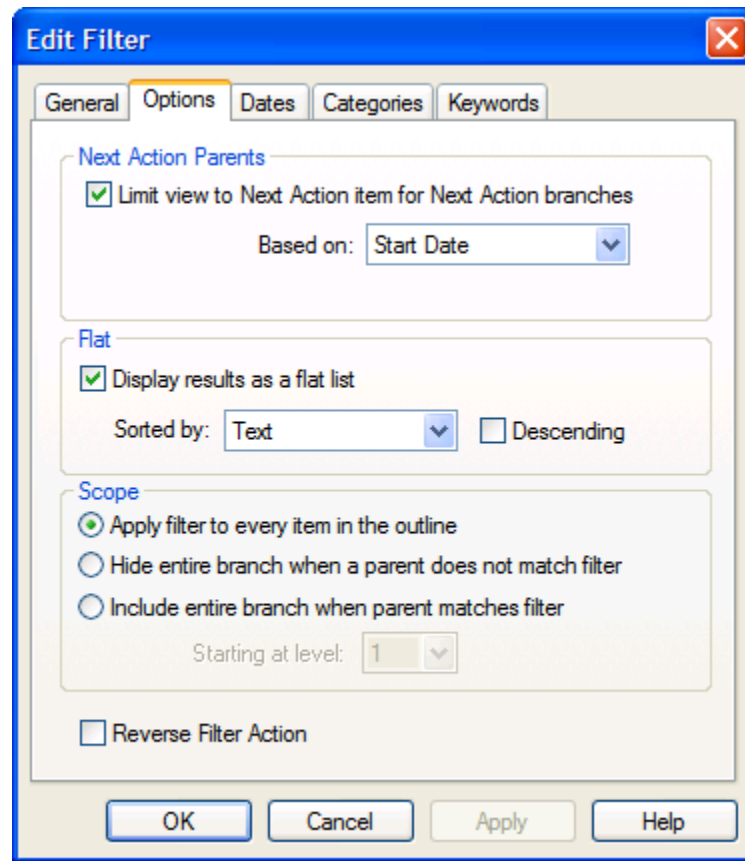 Edit Filter
General Options Dates Categories Keywords
Next Action Parents
Limit view to Next Action item for Next Action branches
Based on: Start Date
Flat
Display results as a flat list
Sorted by: Text Descending
Scope
Apply filter to every item in the outline
Hide entire branch when a parent does not match filter
Include entire branch when parent matches filter
Starting at level: 1
Reverse Filter Action
OK Cancel Apply Help